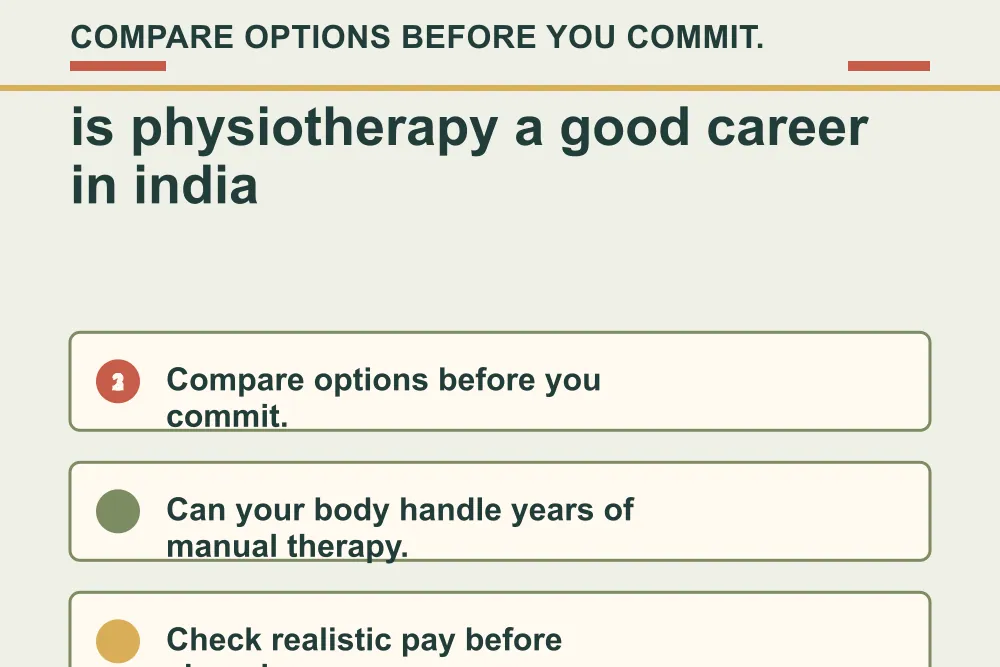 COMPARE OPTIONS BEFORE YOU COMMIT.
is physiotherapy a good career
in india
Compare options before you
commit.
Can your body handle years of
manual therapy.
Check realistic pay before